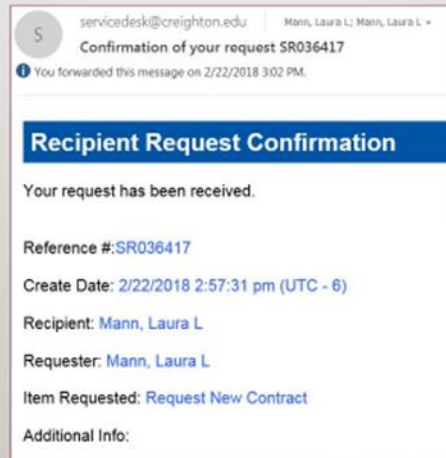 S
servicedesk@creighton.edu Mann, Laura L; Mann, Laura L
Confirmation of your request SR036417
You forwarded this message on 2/22/2018 3:02 PM.
Recipient Request Confirmation
Your request has been received.
Reference #:SR036417
Create Date: 2/22/2018 2:57:31 pm (UTC - 6)
Recipient: Mann, Laura L
Requester: Mann, Laura L
Item Requested: Request New Contract
Additional Info: